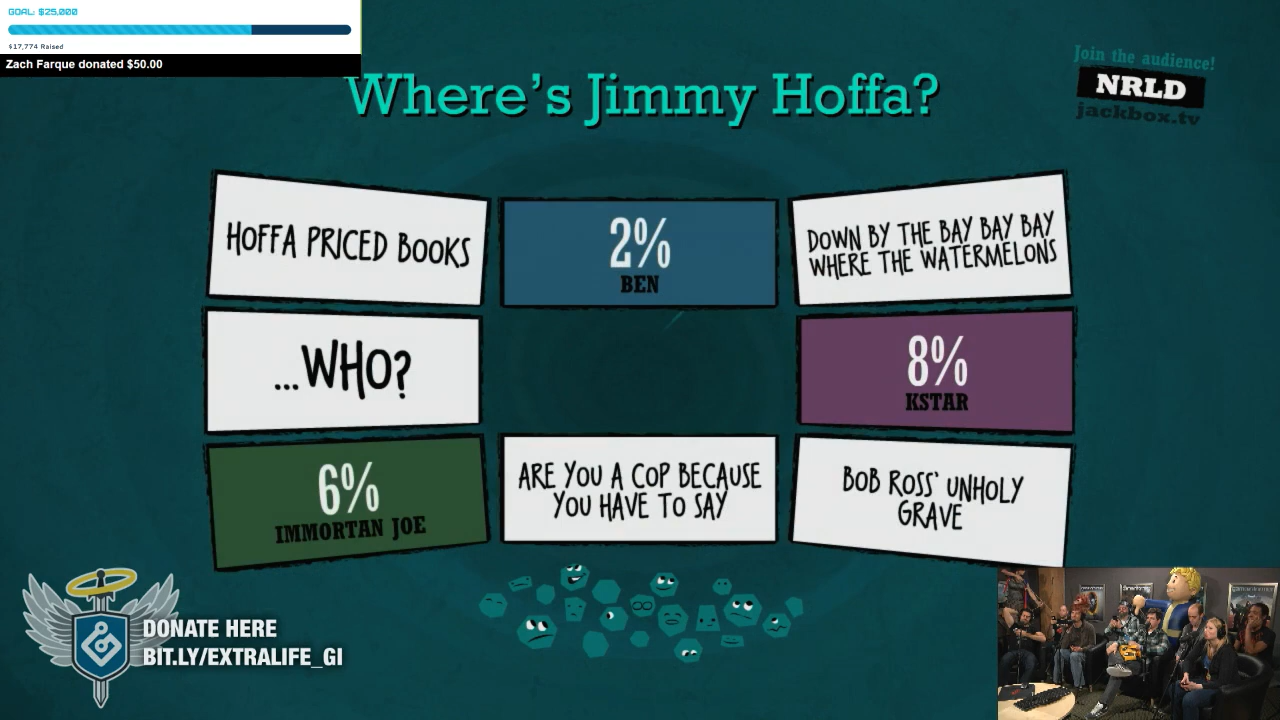 GOAL: $25,000
$17,774 Raised
Zach Farque donated $50.00
Where's Jimmy Hoffa?
Join the audience!
NRLD
jackbox.tv
HOFFA PRICED BOOKS
2%
BEN
DOWN BY THE BAY BAY BAY
WHERE THE WATERMELONS
...WHO?
8%
KSTAR
6%
IMMORTAN JOE
ARE YOU A COP BECAUSE
YOU HAVE TO SAY
BOB ROSS' UNHOLY
GRAVE
DONATE HERE
BIT.LY/EXTRALIFE_GI